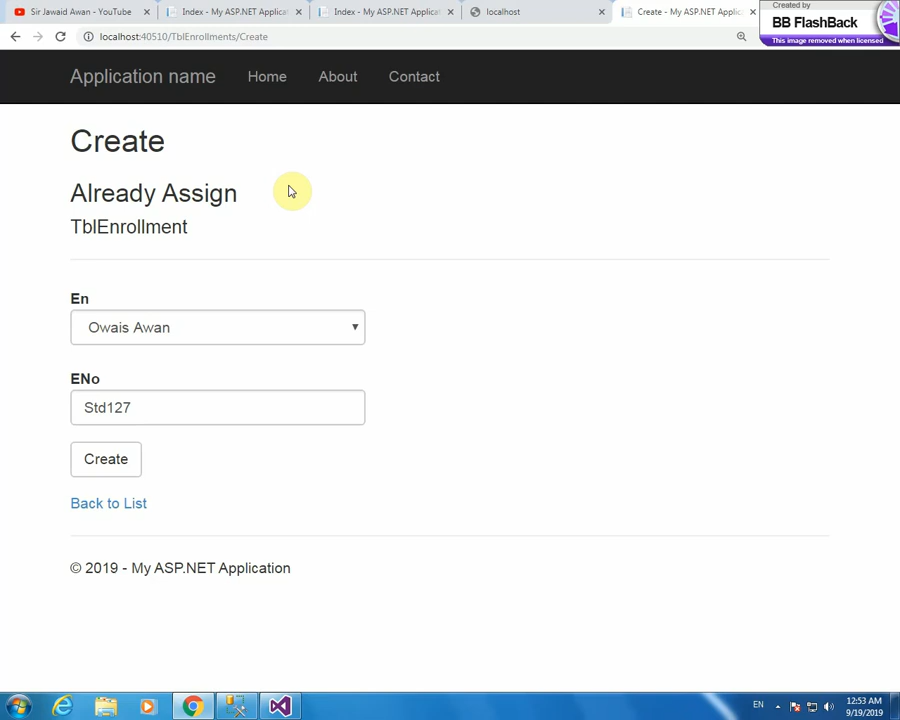 Sir Jawaid Awan - YouTube
Index - My ASP.NET Applicat
Index - My ASP.NET Applicat
localhost
Create - My ASP.NET Applic
Created by
BB FlashBack
This image removed when licensed
localhost:40510/TblEnrollments/Create
Application name
Home
About
Contact
Create
Already Assign
TblEnrollment
En
Owais Awan
ENo
Std127
Create
Back to List
© 2019 - My ASP.NET Application
EN
12:53 AM
9/19/2019